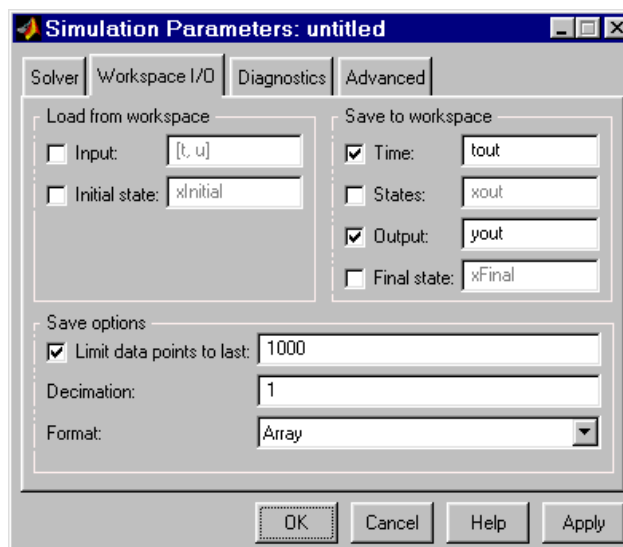 Simulation Parameters: untitled
Solver Workspace I/O Diagnostics Advanced
Load from workspace
Input: [t, u]
Initial state: xInitial
Save to workspace
Time: tout
States: xout
Output: yout
Final state: xFinal
Save options
Limit data points to last: 1000
Decimation: 1
Format: Array
OK Cancel Help Apply